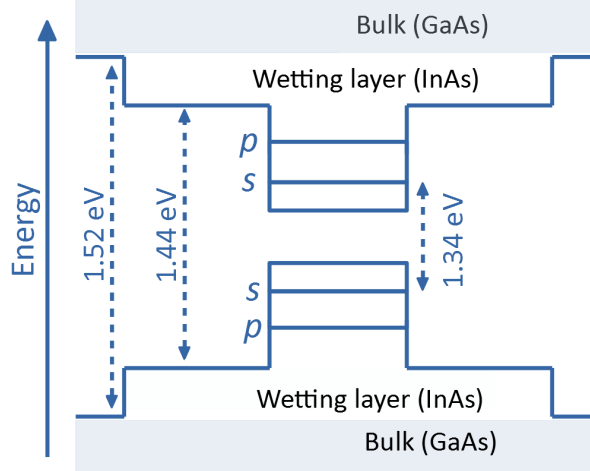 Bulk (GaAs)
Wetting layer (InAs)
p
s
Energy
1.52 eV
1.44 eV
1.34 eV
s
p
Wetting layer (InAs)
Bulk (GaAs)